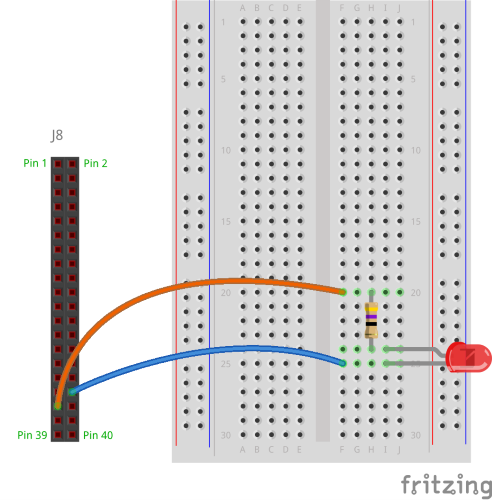 A B C D E F G H I J
1 1
5 5
J8
10 10
Pin 1 Pin 2
15 15
20 20
25 25
Pin 39 Pin 40
30 30
A B C D E F G H I J
fritzing